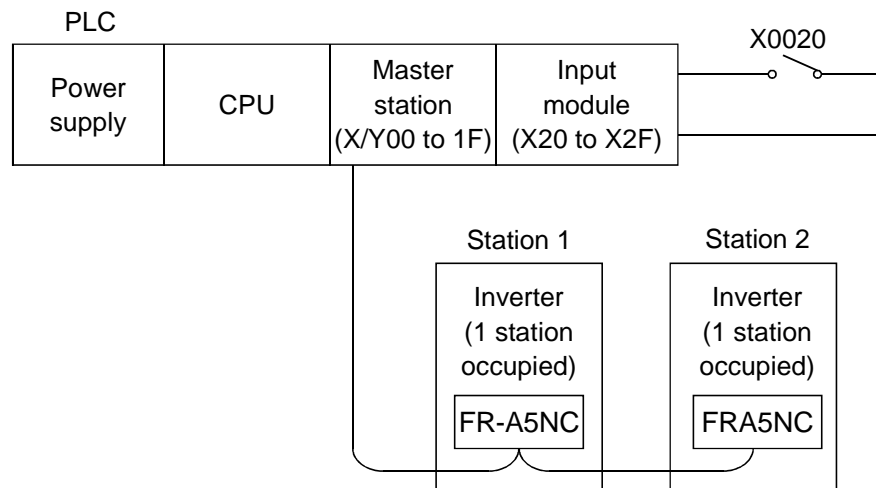 PLC
Power
supply
CPU
Master
station
(X/Y00 to 1F)
Input
module
(X20 to X2F)
X0020
Station 1
Inverter
(1 station
occupied)
FR-A5NC
Station 2
Inverter
(1 station
occupied)
FRA5NC